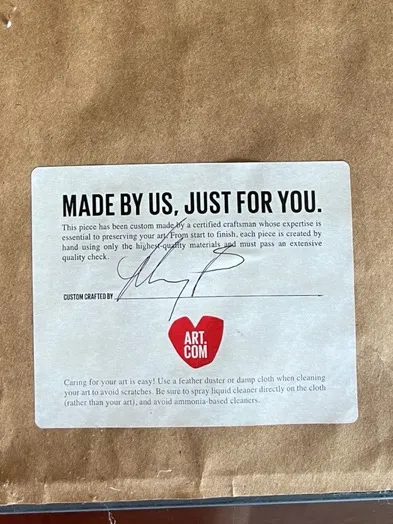 MADE BY US, JUST FOR YOU.
This piece has been custom made by a certified craftsman whose expertise is
essential to preserving your art. From start to finish, each piece is created by
hand using only the highest-quality materials and must pass an extensive
quality check.
CUSTOM CRAFTED BY
ART.
COM
Caring for your art is easy! Use a feather duster or damp cloth when cleaning
your art to avoid scratches. Be sure to spray liquid cleaner directly on the cloth
(rather than your art), and avoid ammonia-based cleaners.